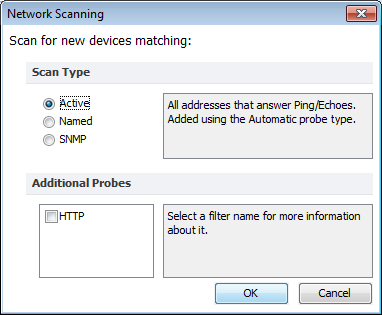 Network Scanning
Scan for new devices matching:
Scan Type
Active
Named
SNMP
All addresses that answer Ping/Echoes.
Added using the Automatic probe type.
Additional Probes
HTTP
Select a filter name for more information
about it.
OK
Cancel